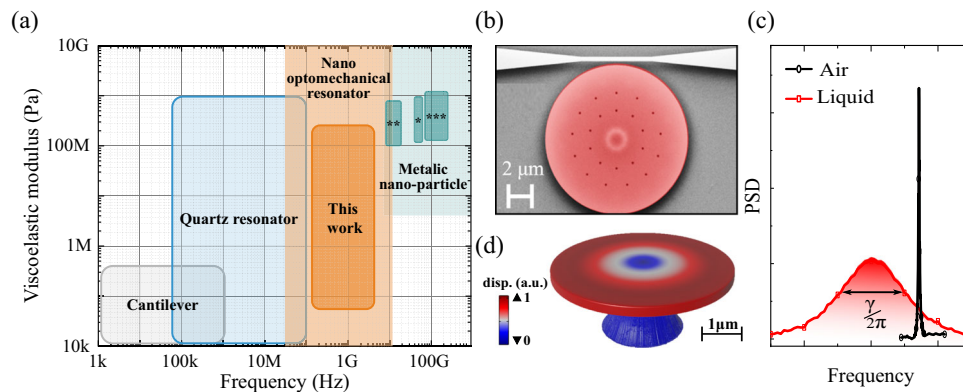 (a)
10G
100M
1M
10k
Viscoelastic modulus (Pa)
1k
100k
10M
1G
100G
Frequency (Hz)
Cantilever
Quartz resonator
Nano
optomechanical
resonator
This
work
**
*
***
Metalic
nano-particle
(b)
2 μm
(d)
disp. (a.u.)
▲1
▼0
1μm
(c)
Air
Liquid
PSD
γ/2π
Frequency